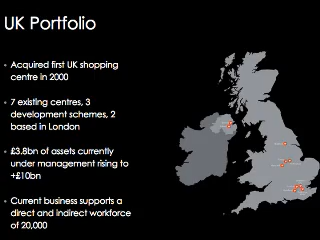 UK Portfolio
• Acquired first UK shopping
centre in 2000
• 7 existing centres, 3
development schemes, 2
based in London
• £3.8bn of assets currently
under management rising to
+£10bn
• Current business supports a
direct and indirect workforce
of 20,000